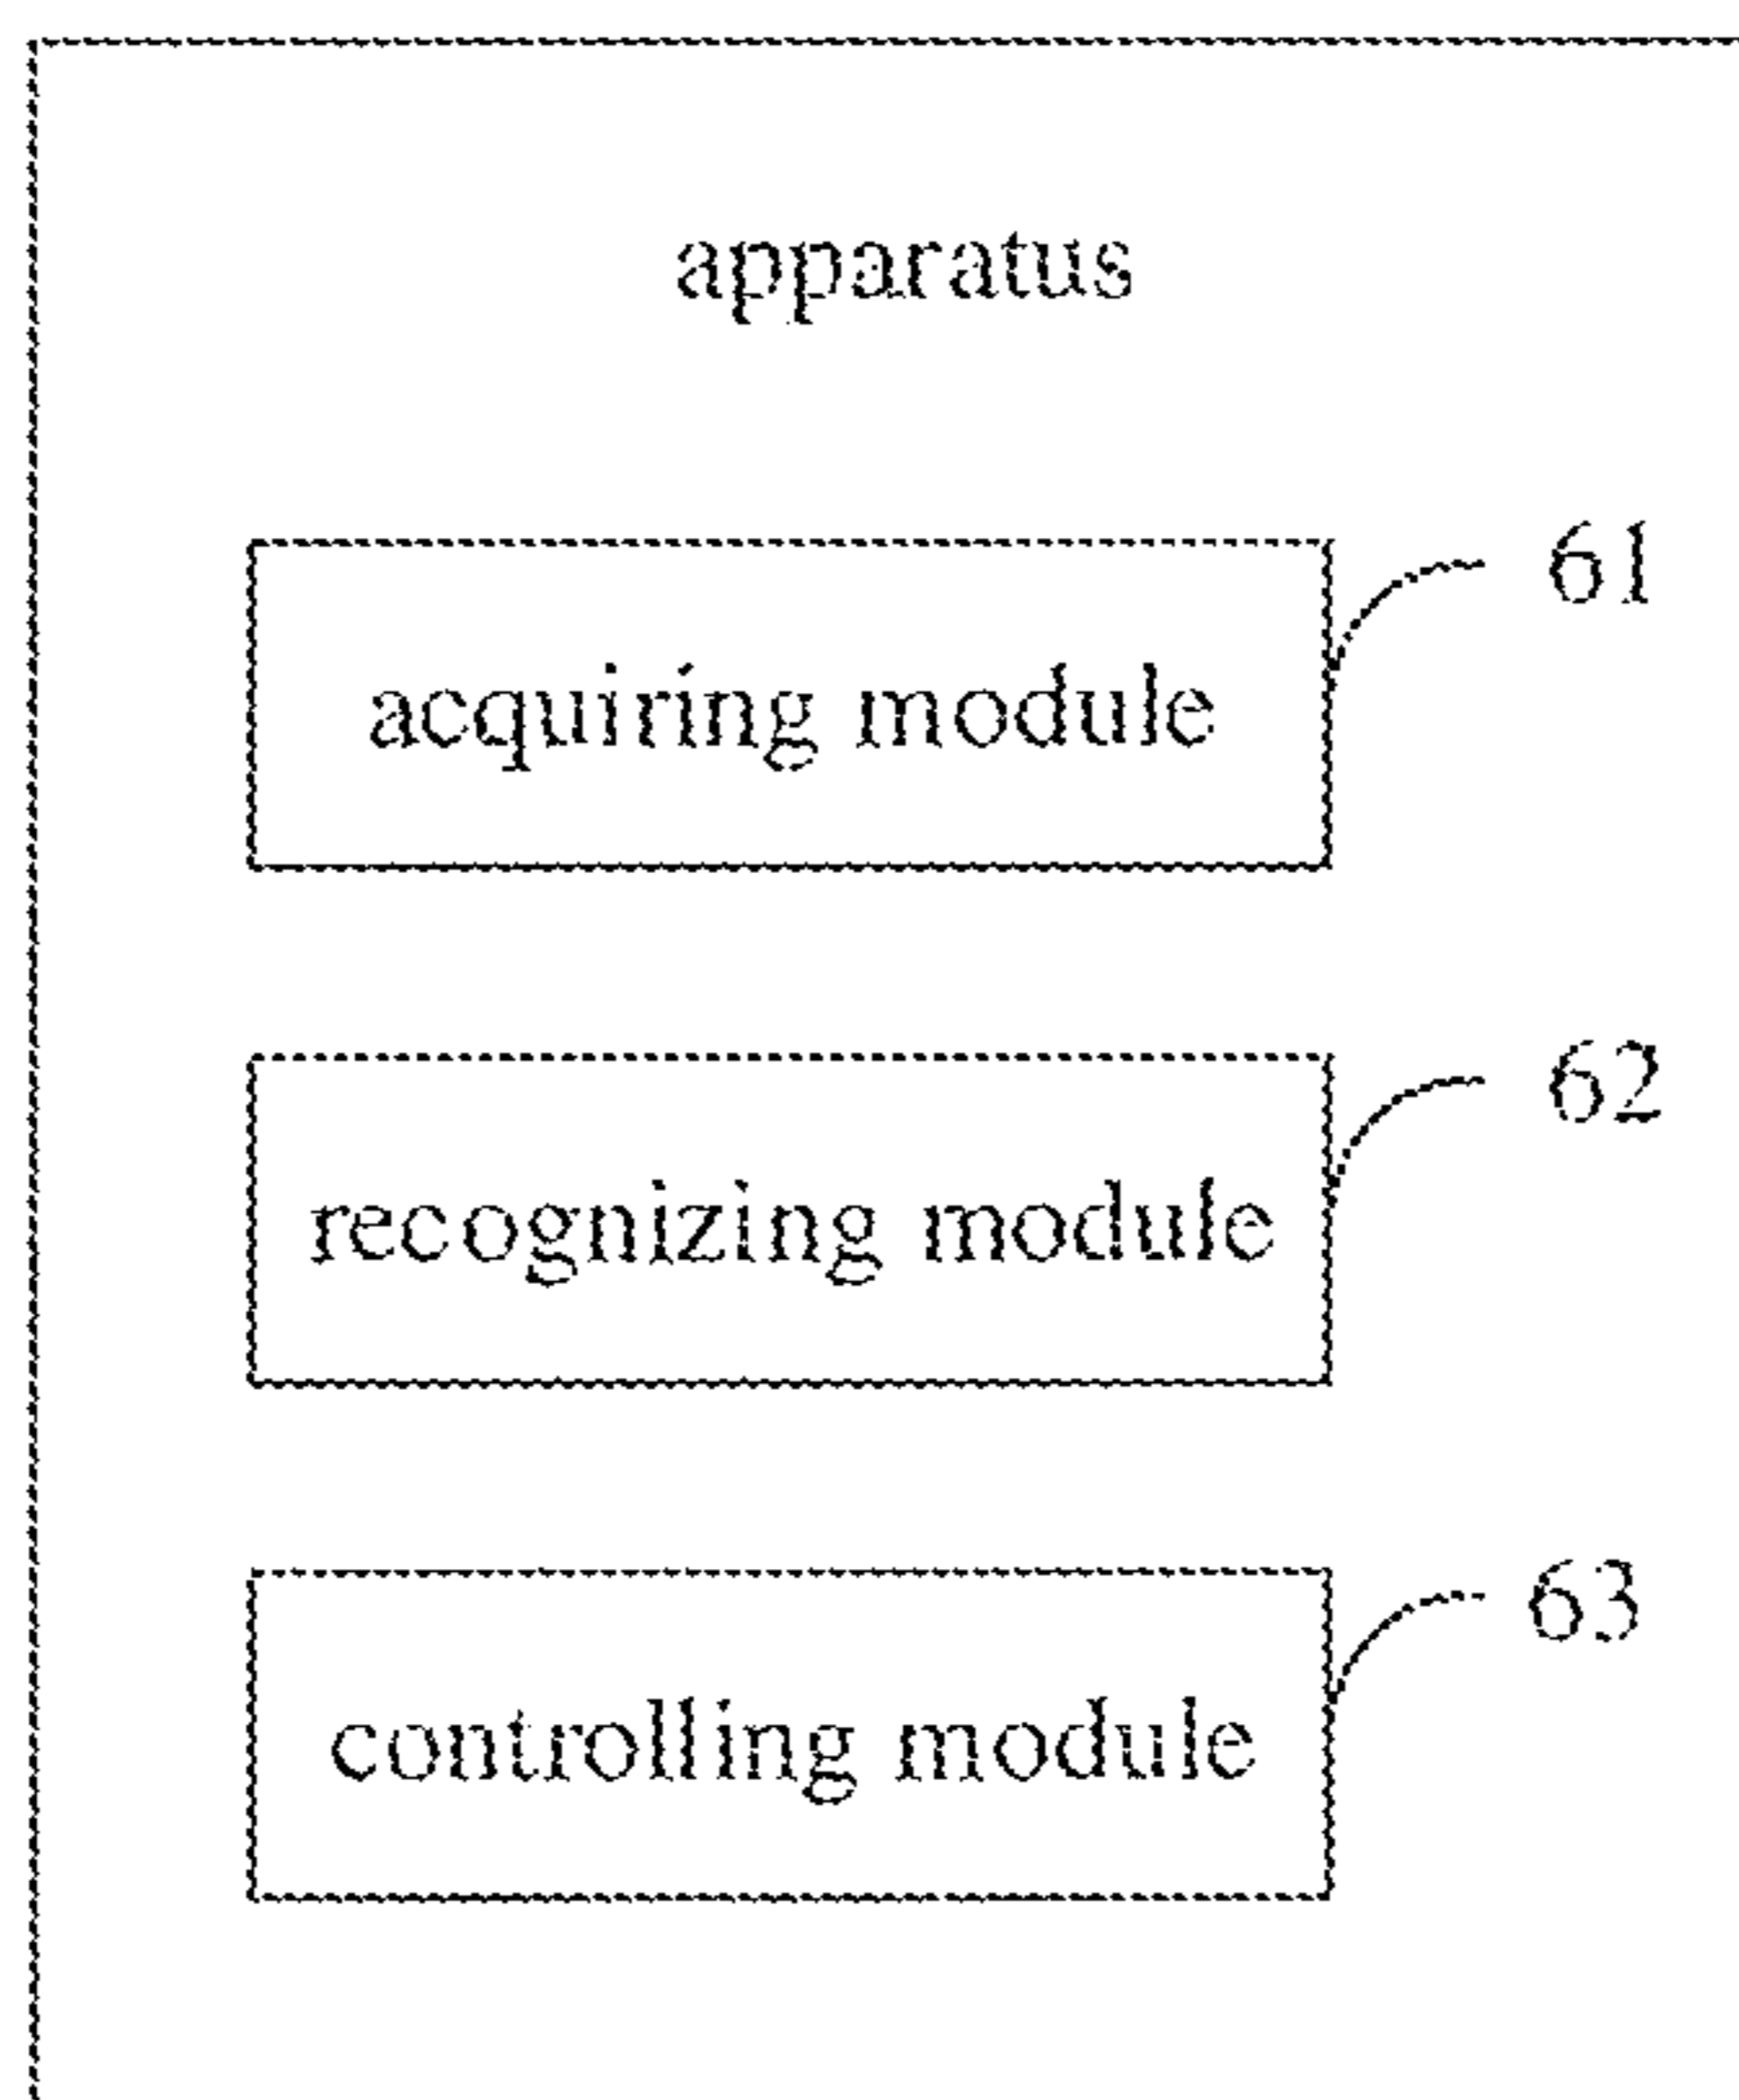 apparatus
61
acquiring module
62
recognizing module
63
controlling module